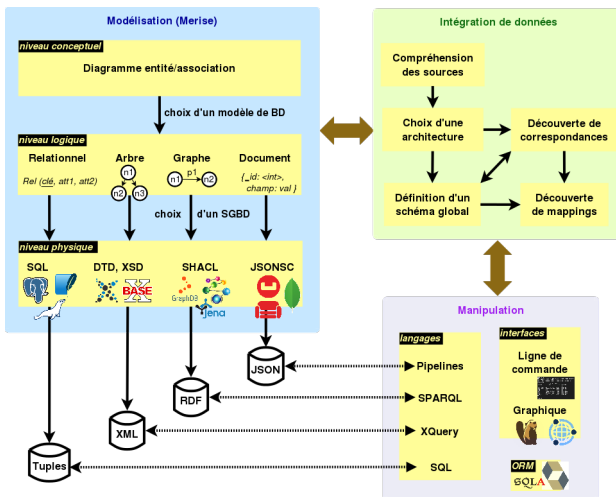 Modélisation (Merise)
niveau conceptuel
Diagramme entité/association
choix d'un modèle de BD
niveau logique
Relationnel
Rel (clé, att1, att2)
Arbre
n1
n2
n3
Graphe
p1
n1
n2
Document
{_id: <int>,
champ: val }
choix
d'un SGBD
niveau physique
SQL
DTD, XSD
X
BASE
SHACL
GraphDB
jena
JSONSC
JSON
RDF
XML
Tuples
Intégration de données
Compréhension
des sources
Choix d'une
architecture
Découverte de
correspondances
Définition d'un
schéma global
Découverte
de mappings
Manipulation
langages
Pipelines
SPARQL
XQuery
SQL
interfaces
Ligne de
commande
Graphique
ORM
SQLA